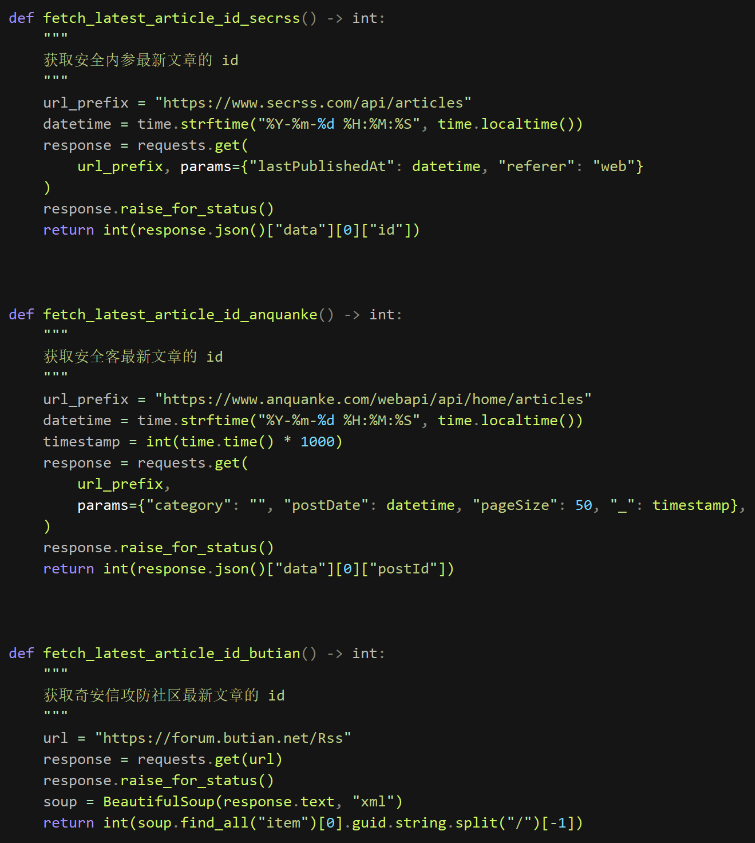 def fetch_latest_article_id_secrss() -> int:
    """
    获取安全内参最新文章的 id
    """
    url_prefix = "https://www.secrss.com/api/articles"
    datetime = time.strftime("%Y-%m-%d %H:%M:%S", time.localtime())
    response = requests.get(
        url_prefix, params={"lastPublishedAt": datetime, "referer": "web"}
    )
    response.raise_for_status()
    return int(response.json()["data"][0]["id"])
def fetch_latest_article_id_anquanke() -> int:
    """
    获取安全客最新文章的 id
    """
    url_prefix = "https://www.anquanke.com/webapi/api/home/articles"
    datetime = time.strftime("%Y-%m-%d %H:%M:%S", time.localtime())
    timestamp = int(time.time() * 1000)
    response = requests.get(
        url_prefix,
        params={"category": "", "postDate": datetime, "pageSize": 50, "_": timestamp},
    )
    response.raise_for_status()
    return int(response.json()["data"][0]["postId"])
def fetch_latest_article_id_butian() -> int:
    """
    获取奇安信攻防社区最新文章的 id
    """
    url = "https://forum.butian.net/Rss"
    response = requests.get(url)
    response.raise_for_status()
    soup = BeautifulSoup(response.text, "xml")
    return int(soup.find_all("item")[0].guid.string.split("/")[-1])